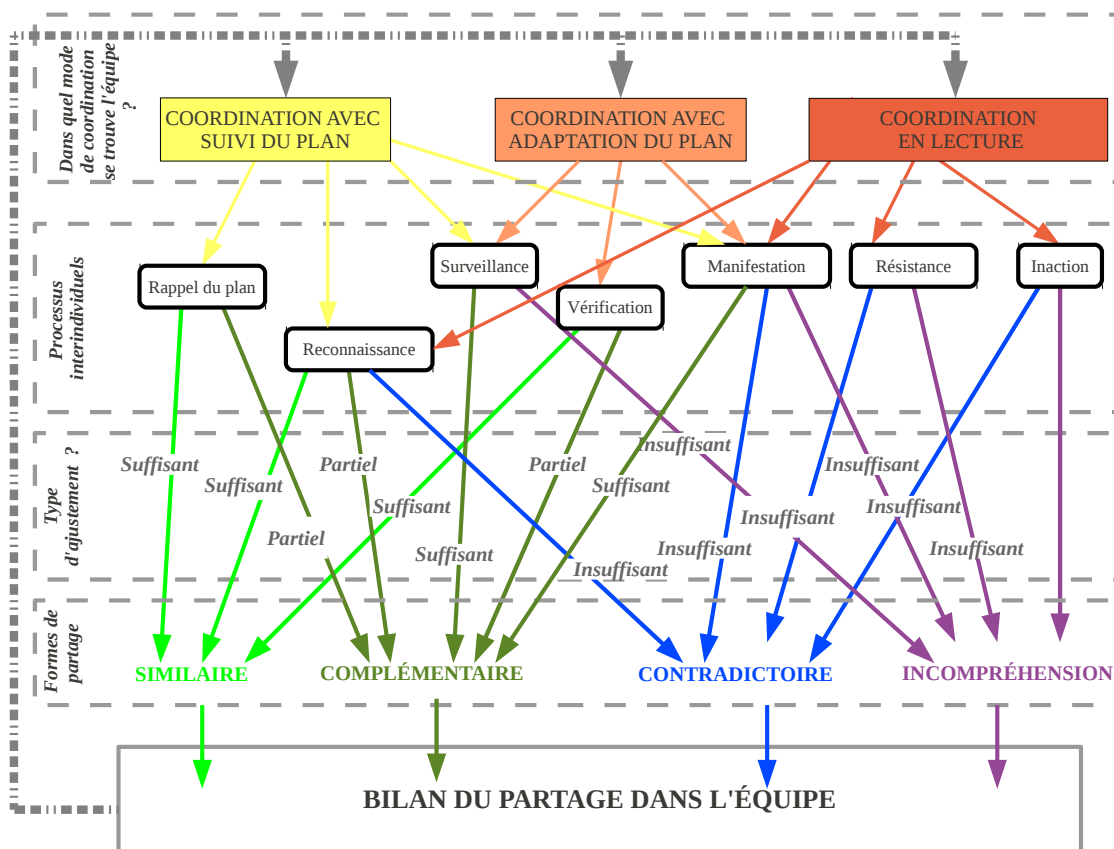 Dans quel mode
de coordination
se trouve l'équipe
?
COORDINATION AVEC
SUIVI DU PLAN
COORDINATION AVEC
ADAPTATION DU PLAN
COORDINATION
EN LECTURE
Processus
interindividuels
Rappel du plan
Reconnaissance
Surveillance
Vérification
Manifestation
Résistance
Inaction
Type
d'ajustement ?
Suffisant
Suffisant
Partiel
Partiel
Suffisant
Suffisant
Partiel
Suffisant
Insuffisant
Insuffisant
Insuffisant
Insuffisant
Insuffisant
Insuffisant
Insuffisant
Formes de
partage
SIMILAIRE
COMPLÉMENTAIRE
CONTRADICTOIRE
INCOMPRÉHENSION
BILAN DU PARTAGE DANS L'ÉQUIPE